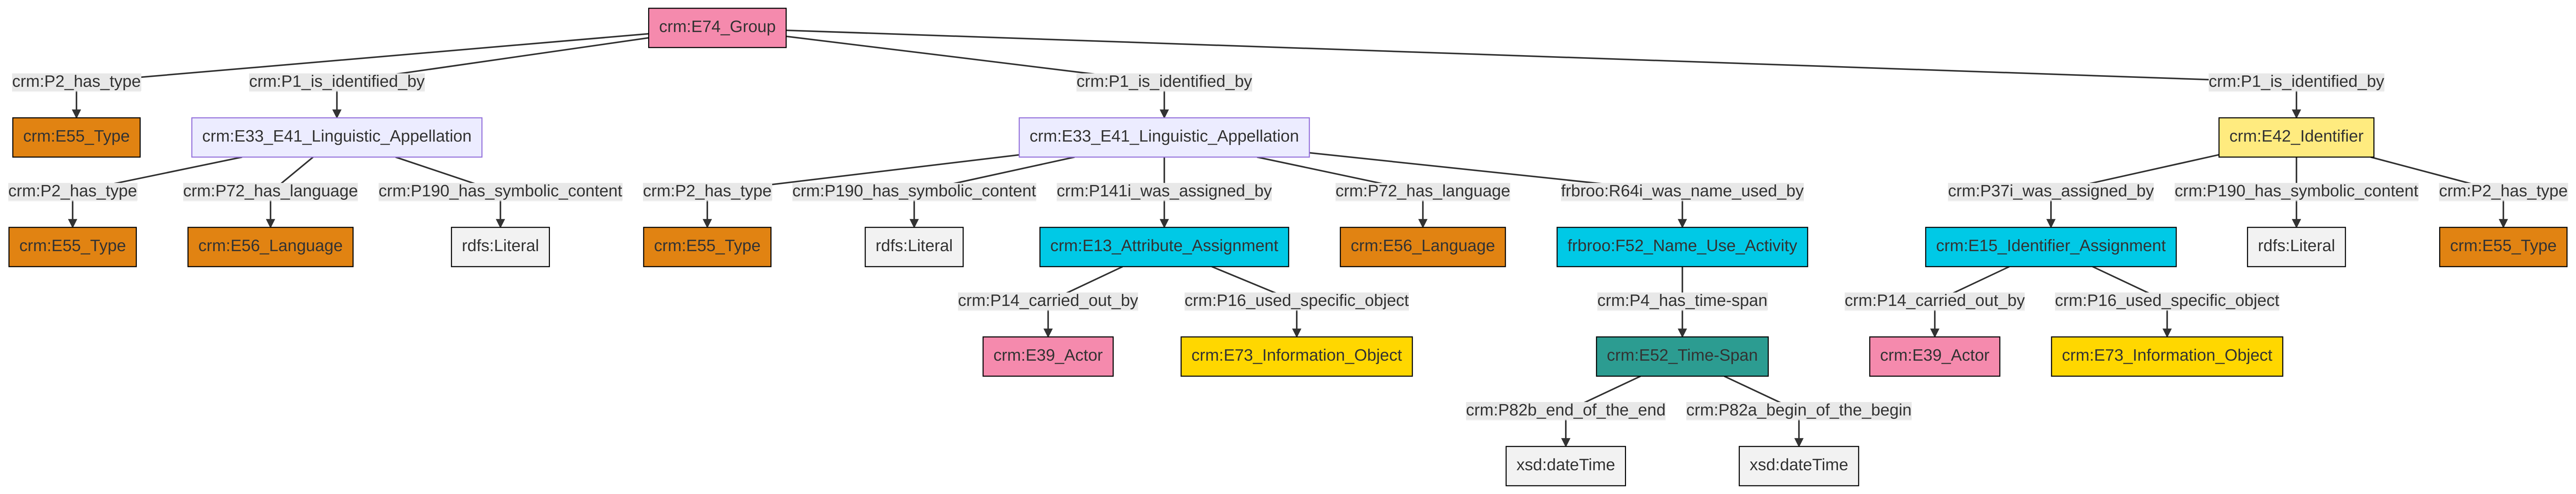 crm:E74_Group
crm:P2_has_type
crm:P1_is_identified_by
crm:P1_is_identified_by
crm:P1_is_identified_by
crm:E55_Type
crm:E33_E41_Linguistic_Appellation
crm:E33_E41_Linguistic_Appellation
crm:E42_Identifier
crm:P2_has_type
crm:P72_has_language
crm:P190_has_symbolic_content
crm:P2_has_type
crm:P190_has_symbolic_content
crm:P141i_was_assigned_by
crm:P72_has_language
frbroo:R64i_was_name_used_by
crm:P37i_was_assigned_by
crm:P190_has_symbolic_content
crm:P2_has_type
crm:E55_Type
crm:E56_Language
rdfs:Literal
crm:E55_Type
rdfs:Literal
crm:E13_Attribute_Assignment
crm:E56_Language
frbroo:F52_Name_Use_Activity
crm:E15_Identifier_Assignment
rdfs:Literal
crm:E55_Type
crm:P14_carried_out_by
crm:P16_used_specific_object
crm:P4_has_time-span
crm:P14_carried_out_by
crm:P16_used_specific_object
crm:E39_Actor
crm:E73_Information_Object
crm:E52_Time-Span
crm:E39_Actor
crm:E73_Information_Object
crm:P82b_end_of_the_end
crm:P82a_begin_of_the_begin
xsd:dateTime
xsd:dateTime